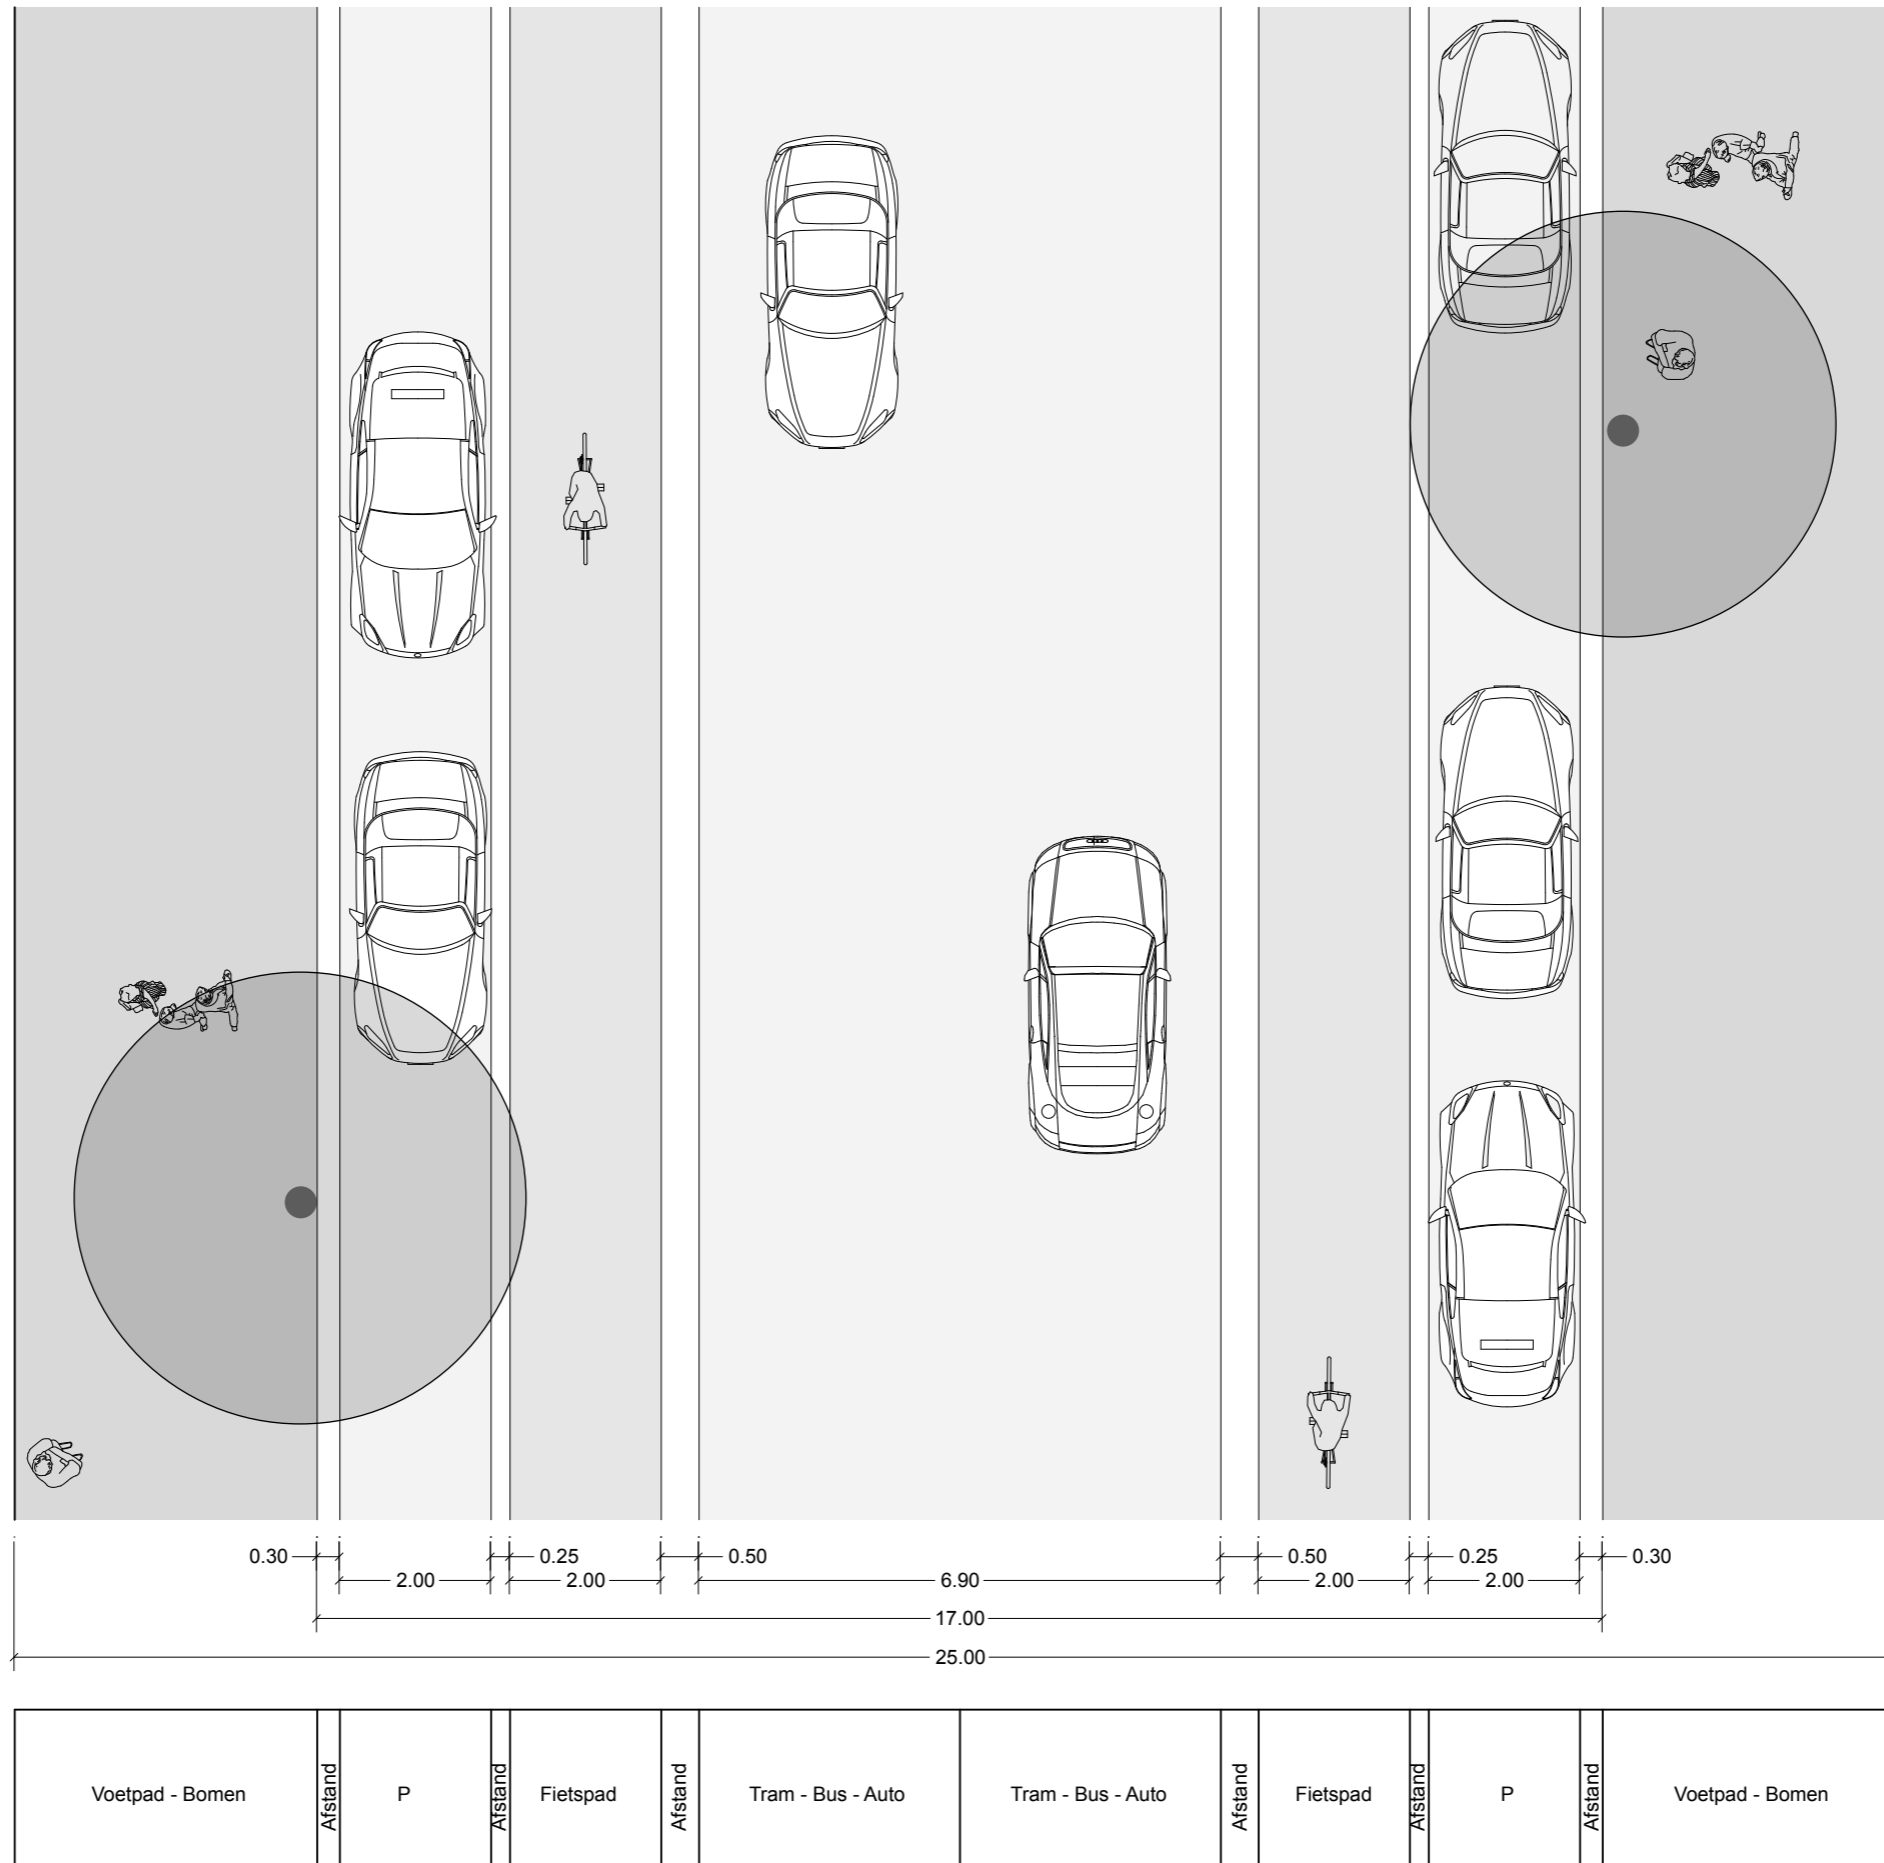 0.30 0.25 0.50 0.50 0.25 0.30
2.00 2.00 6.90 2.00 2.00
17.00
25.00
Voetpad - Bomen
Afstand
P
Afstand
Fietspad
Afstand
Tram - Bus - Auto
Tram - Bus - Auto
Afstand
Fietspad
Afstand
P
Afstand
Voetpad - Bomen